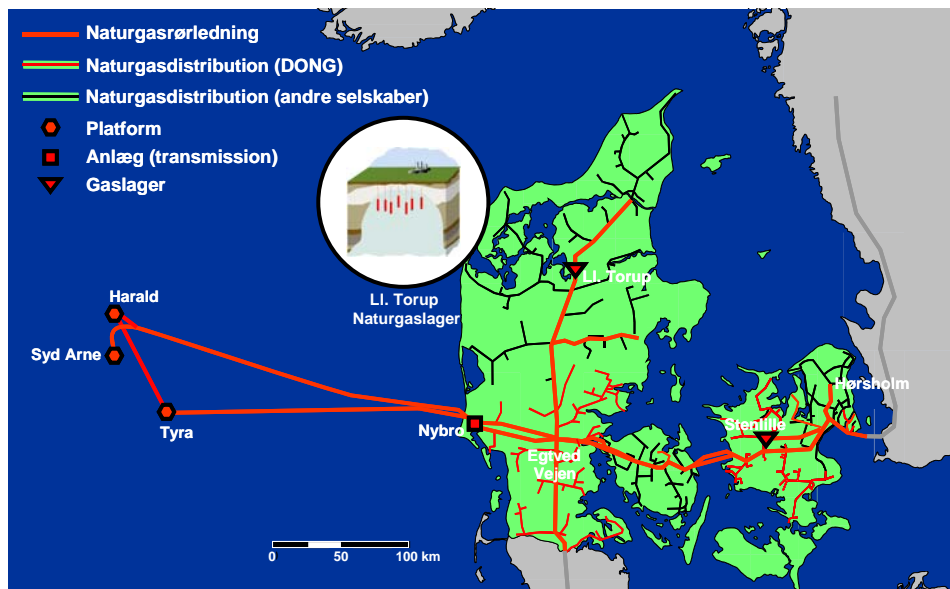 Naturgasrørledning
Naturgasdistribution (DONG)
Naturgasdistribution (andre selskaber)
Platform
Anlæg (transmission)
Gaslager
Ll. Torup
Ll. Torup
Naturgaslager
Harald
Syd Arne
Tyra
Nybro
Hørsholm
Stenlille
Egtved
Vejen
0 50 100 km